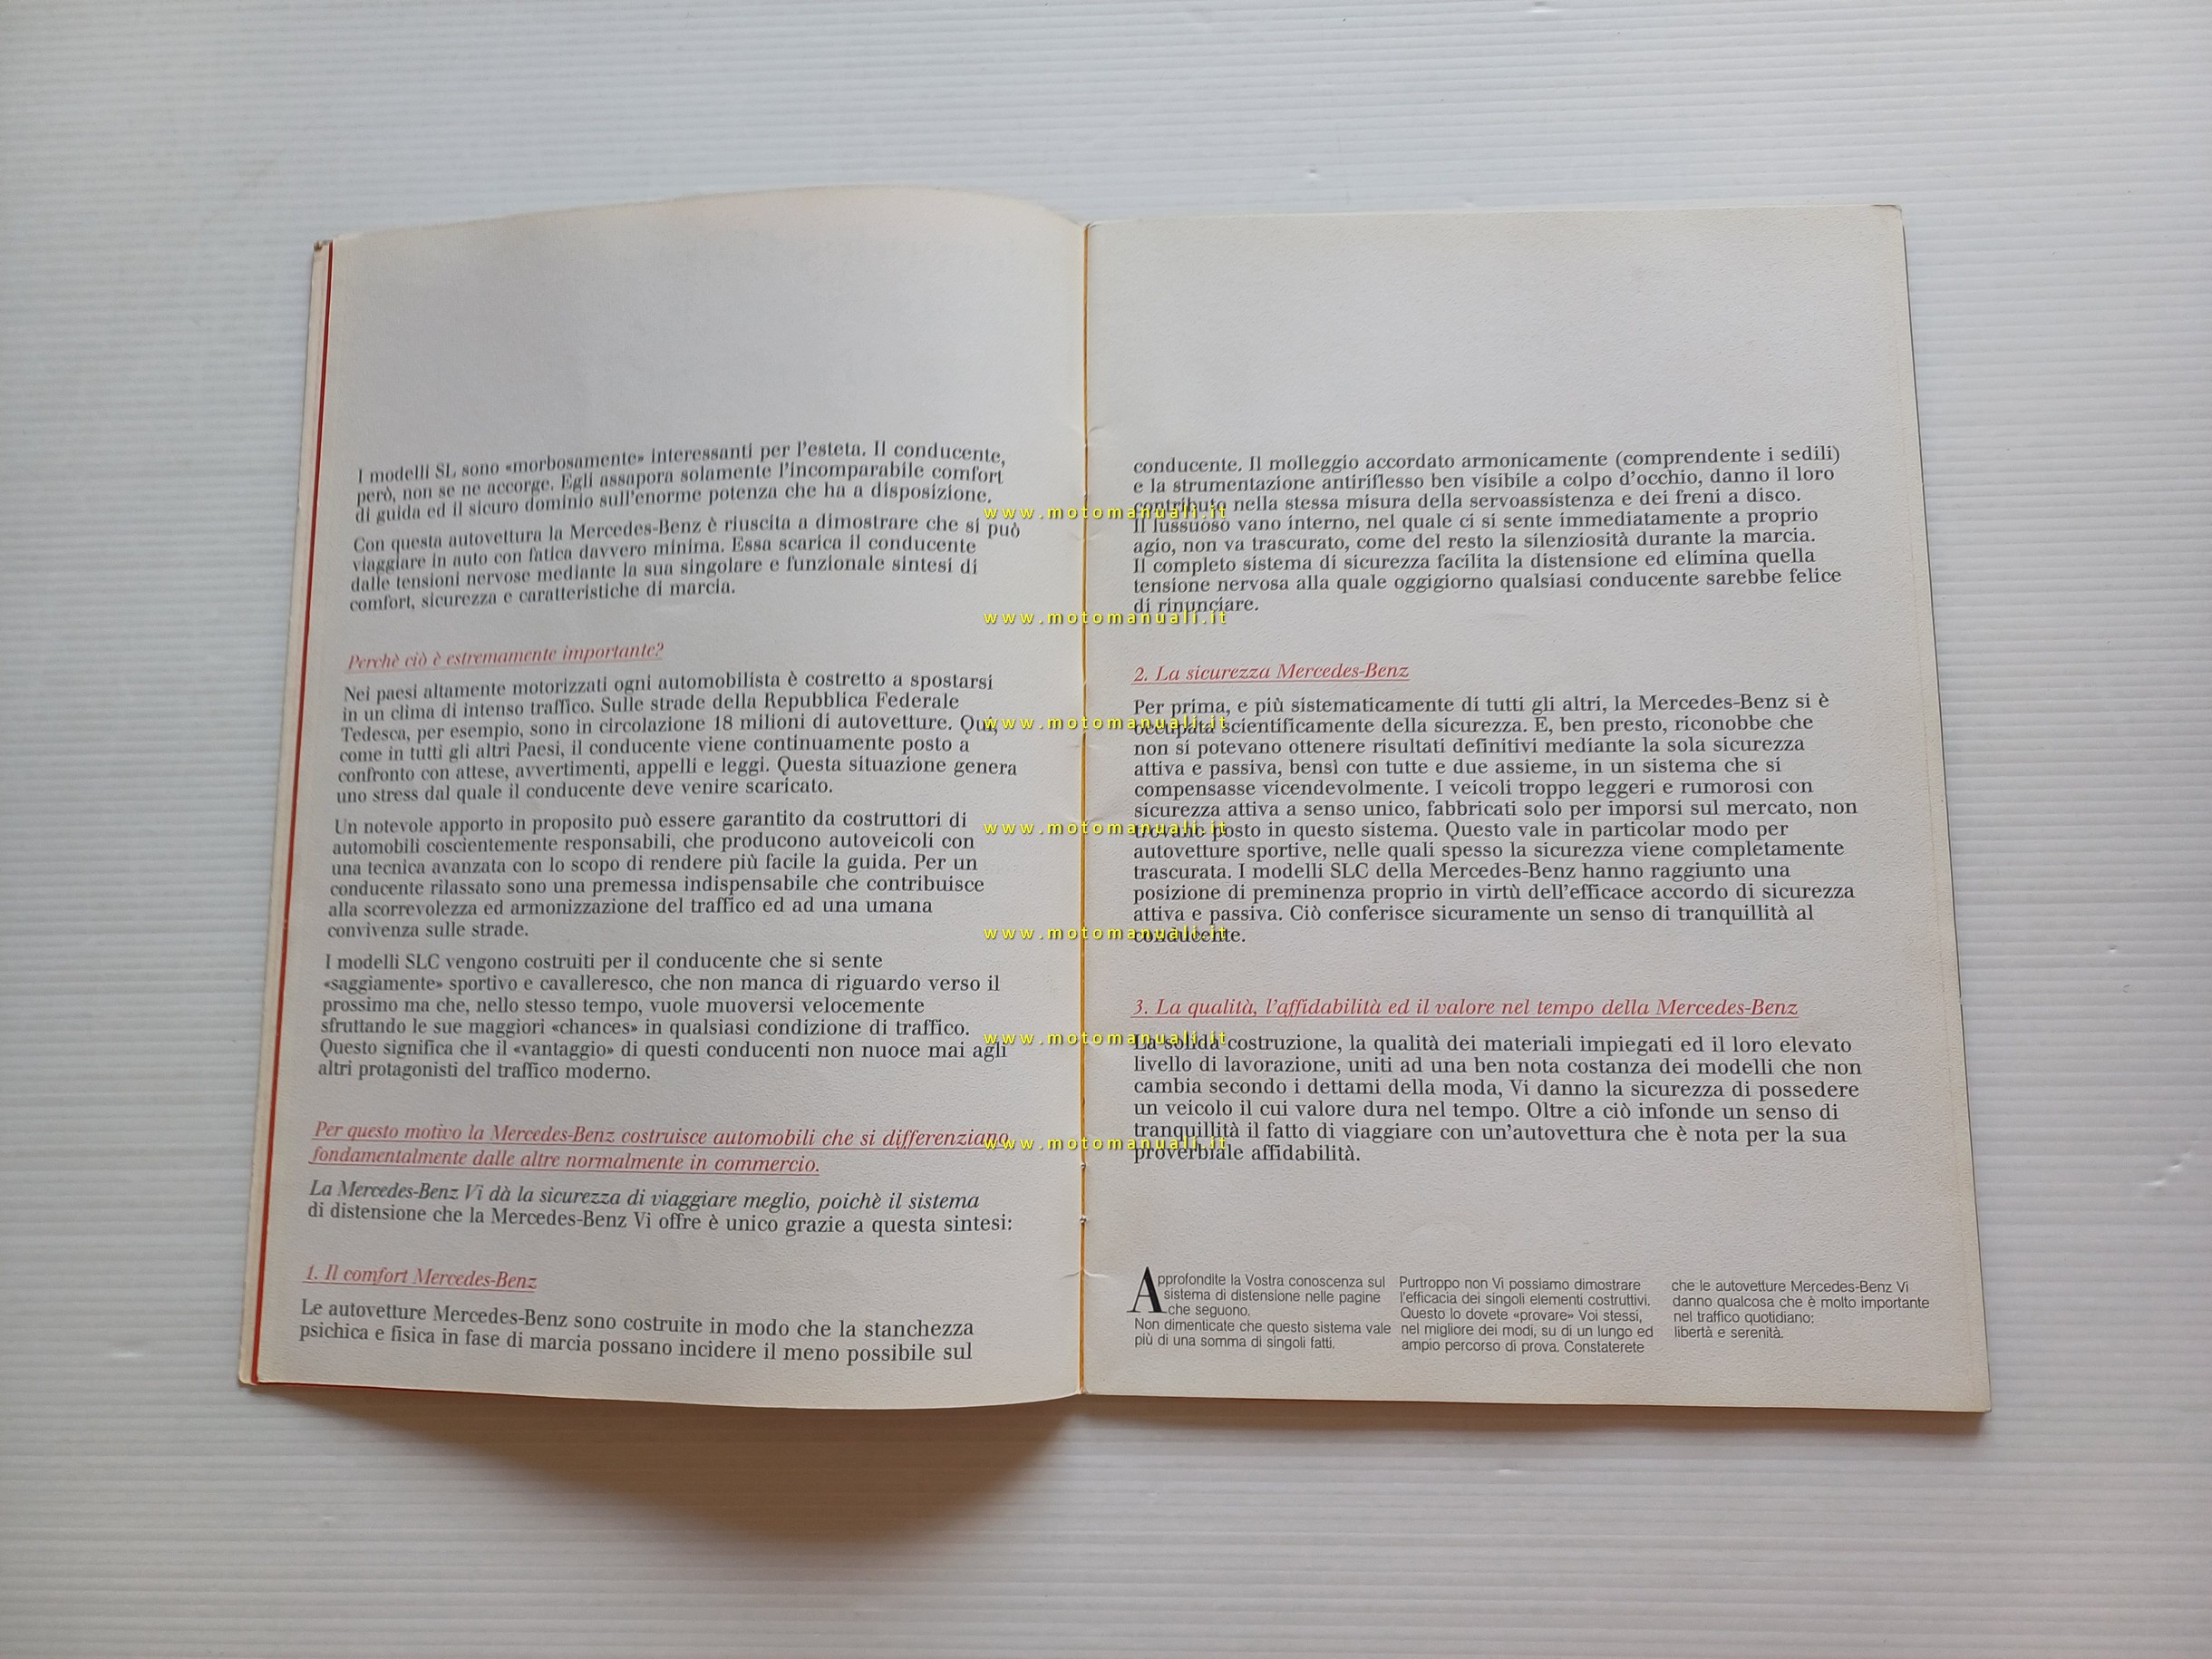 I modelli SL sono «morbosamente» interessanti per l'esteta. Il conducente,
però, non se ne accorge. Egli assapora solamente l'incomparabile comfort
di guida ed il sicuro dominio sull'enorme potenza che ha a disposizione.
Con questa autovettura la Mercedes-Benz è riuscita a dimostrare che si può
viaggiare in auto con fatica davvero minima. Essa scarica il conducente
dalle tensioni nervose mediante la sua singolare e funzionale sintesi di
comfort, sicurezza e caratteristiche di marcia.
Perchè ciò è estremamente importante?
Nei paesi altamente motorizzati ogni automobilista è costretto a spostarsi
in un clima di intenso traffico. Sulle strade della Repubblica Federale
Tedesca, per esempio, sono in circolazione 18 milioni di autovetture. Qui,
come in tutti gli altri Paesi, il conducente viene continuamente posto a
confronto con attese, avvertimenti, appelli e leggi. Questa situazione genera
uno stress dal quale il conducente deve venire scaricato.
Un notevole apporto in proposito può essere garantito da costruttori di
automobili coscientemente responsabili, che producono autoveicoli con
una tecnica avanzata con lo scopo di rendere più facile la guida. Per un
conducente rilassato sono una premessa indispensabile che contribuisce
alla scorrevolezza ed armonizzazione del traffico ed ad una umana
convivenza sulle strade.
I modelli SLC vengono costruiti per il conducente che si sente
«saggiamente» sportivo e cavalleresco, che non manca di riguardo verso il
prossimo ma che, nello stesso tempo, vuole muoversi velocemente
sfruttando le sue maggiori «chances» in qualsiasi condizione di traffico.
Questo significa che il «vantaggio» di questi conducenti non nuoce mai agli
altri protagonisti del traffico moderno.
Per questo motivo la Mercedes-Benz costruisce automobili che si differenziano
fondamentalmente dalle altre normalmente in commercio.
La Mercedes-Benz Vi dà la sicurezza di viaggiare meglio, poichè il sistema
di distensione che la Mercedes-Benz Vi offre è unico grazie a questa sintesi:
1. Il comfort Mercedes-Benz
Le autovetture Mercedes-Benz sono costruite in modo che la stanchezza
psichica e fisica in fase di marcia possano incidere il meno possibile sul
conducente. Il molleggio accordato armonicamente (comprendente i sedili)
e la strumentazione antiriflesso ben visibile a colpo d'occhio, danno il loro
contributo nella stessa misura della servoassistenza e dei freni a disco.
Il lussuoso vano interno, nel quale ci si sente immediatamente a proprio
agio, non va trascurato, come del resto la silenziosità durante la marcia.
Il completo sistema di sicurezza facilita la distensione ed elimina quella
tensione nervosa alla quale oggigiorno qualsiasi conducente sarebbe felice
di rinunciare.
2. La sicurezza Mercedes-Benz
Per prima, e più sistematicamente di tutti gli altri, la Mercedes-Benz si è
occupata scientificamente della sicurezza. E, ben presto, riconobbe che
non si potevano ottenere risultati definitivi mediante la sola sicurezza
attiva e passiva, bensì con tutte e due assieme, in un sistema che si
compensasse vicendevolmente. I veicoli troppo leggeri e rumorosi con
sicurezza attiva a senso unico, fabbricati solo per imporsi sul mercato, non
trovano posto in questo sistema. Questo vale in particolar modo per
autovetture sportive, nelle quali spesso la sicurezza viene completamente
trascurata. I modelli SLC della Mercedes-Benz hanno raggiunto una
posizione di preminenza proprio in virtù dell'efficace accordo di sicurezza
attiva e passiva. Ciò conferisce sicuramente un senso di tranquillità al
conducente.
3. La qualità, l'affidabilità ed il valore nel tempo della Mercedes-Benz
La solida costruzione, la qualità dei materiali impiegati ed il loro elevato
livello di lavorazione, uniti ad una ben nota costanza dei modelli che non
cambia secondo i dettami della moda, Vi danno la sicurezza di possedere
un veicolo il cui valore dura nel tempo. Oltre a ciò infonde un senso di
tranquillità il fatto di viaggiare con un'autovettura che è nota per la sua
proverbiale affidabilità.
Approfondite la Vostra conoscenza sul
sistema di distensione nelle pagine
che seguono.
Non dimenticate che questo sistema vale
più di una somma di singoli fatti.
Purtroppo non Vi possiamo dimostrare
l'efficacia dei singoli elementi costruttivi.
Questo lo dovete «provare» Voi stessi,
nel migliore dei modi, su di un lungo ed
ampio percorso di prova. Constaterete
che le autovetture Mercedes-Benz Vi
danno qualcosa che è molto importante
nel traffico quotidiano:
libertà e serenità.
www.motomanuali.it
www.motomanuali.it
www.motomanuali.it
www.motomanuali.it
www.motomanuali.it
www.motomanuali.it
www.motomanuali.it